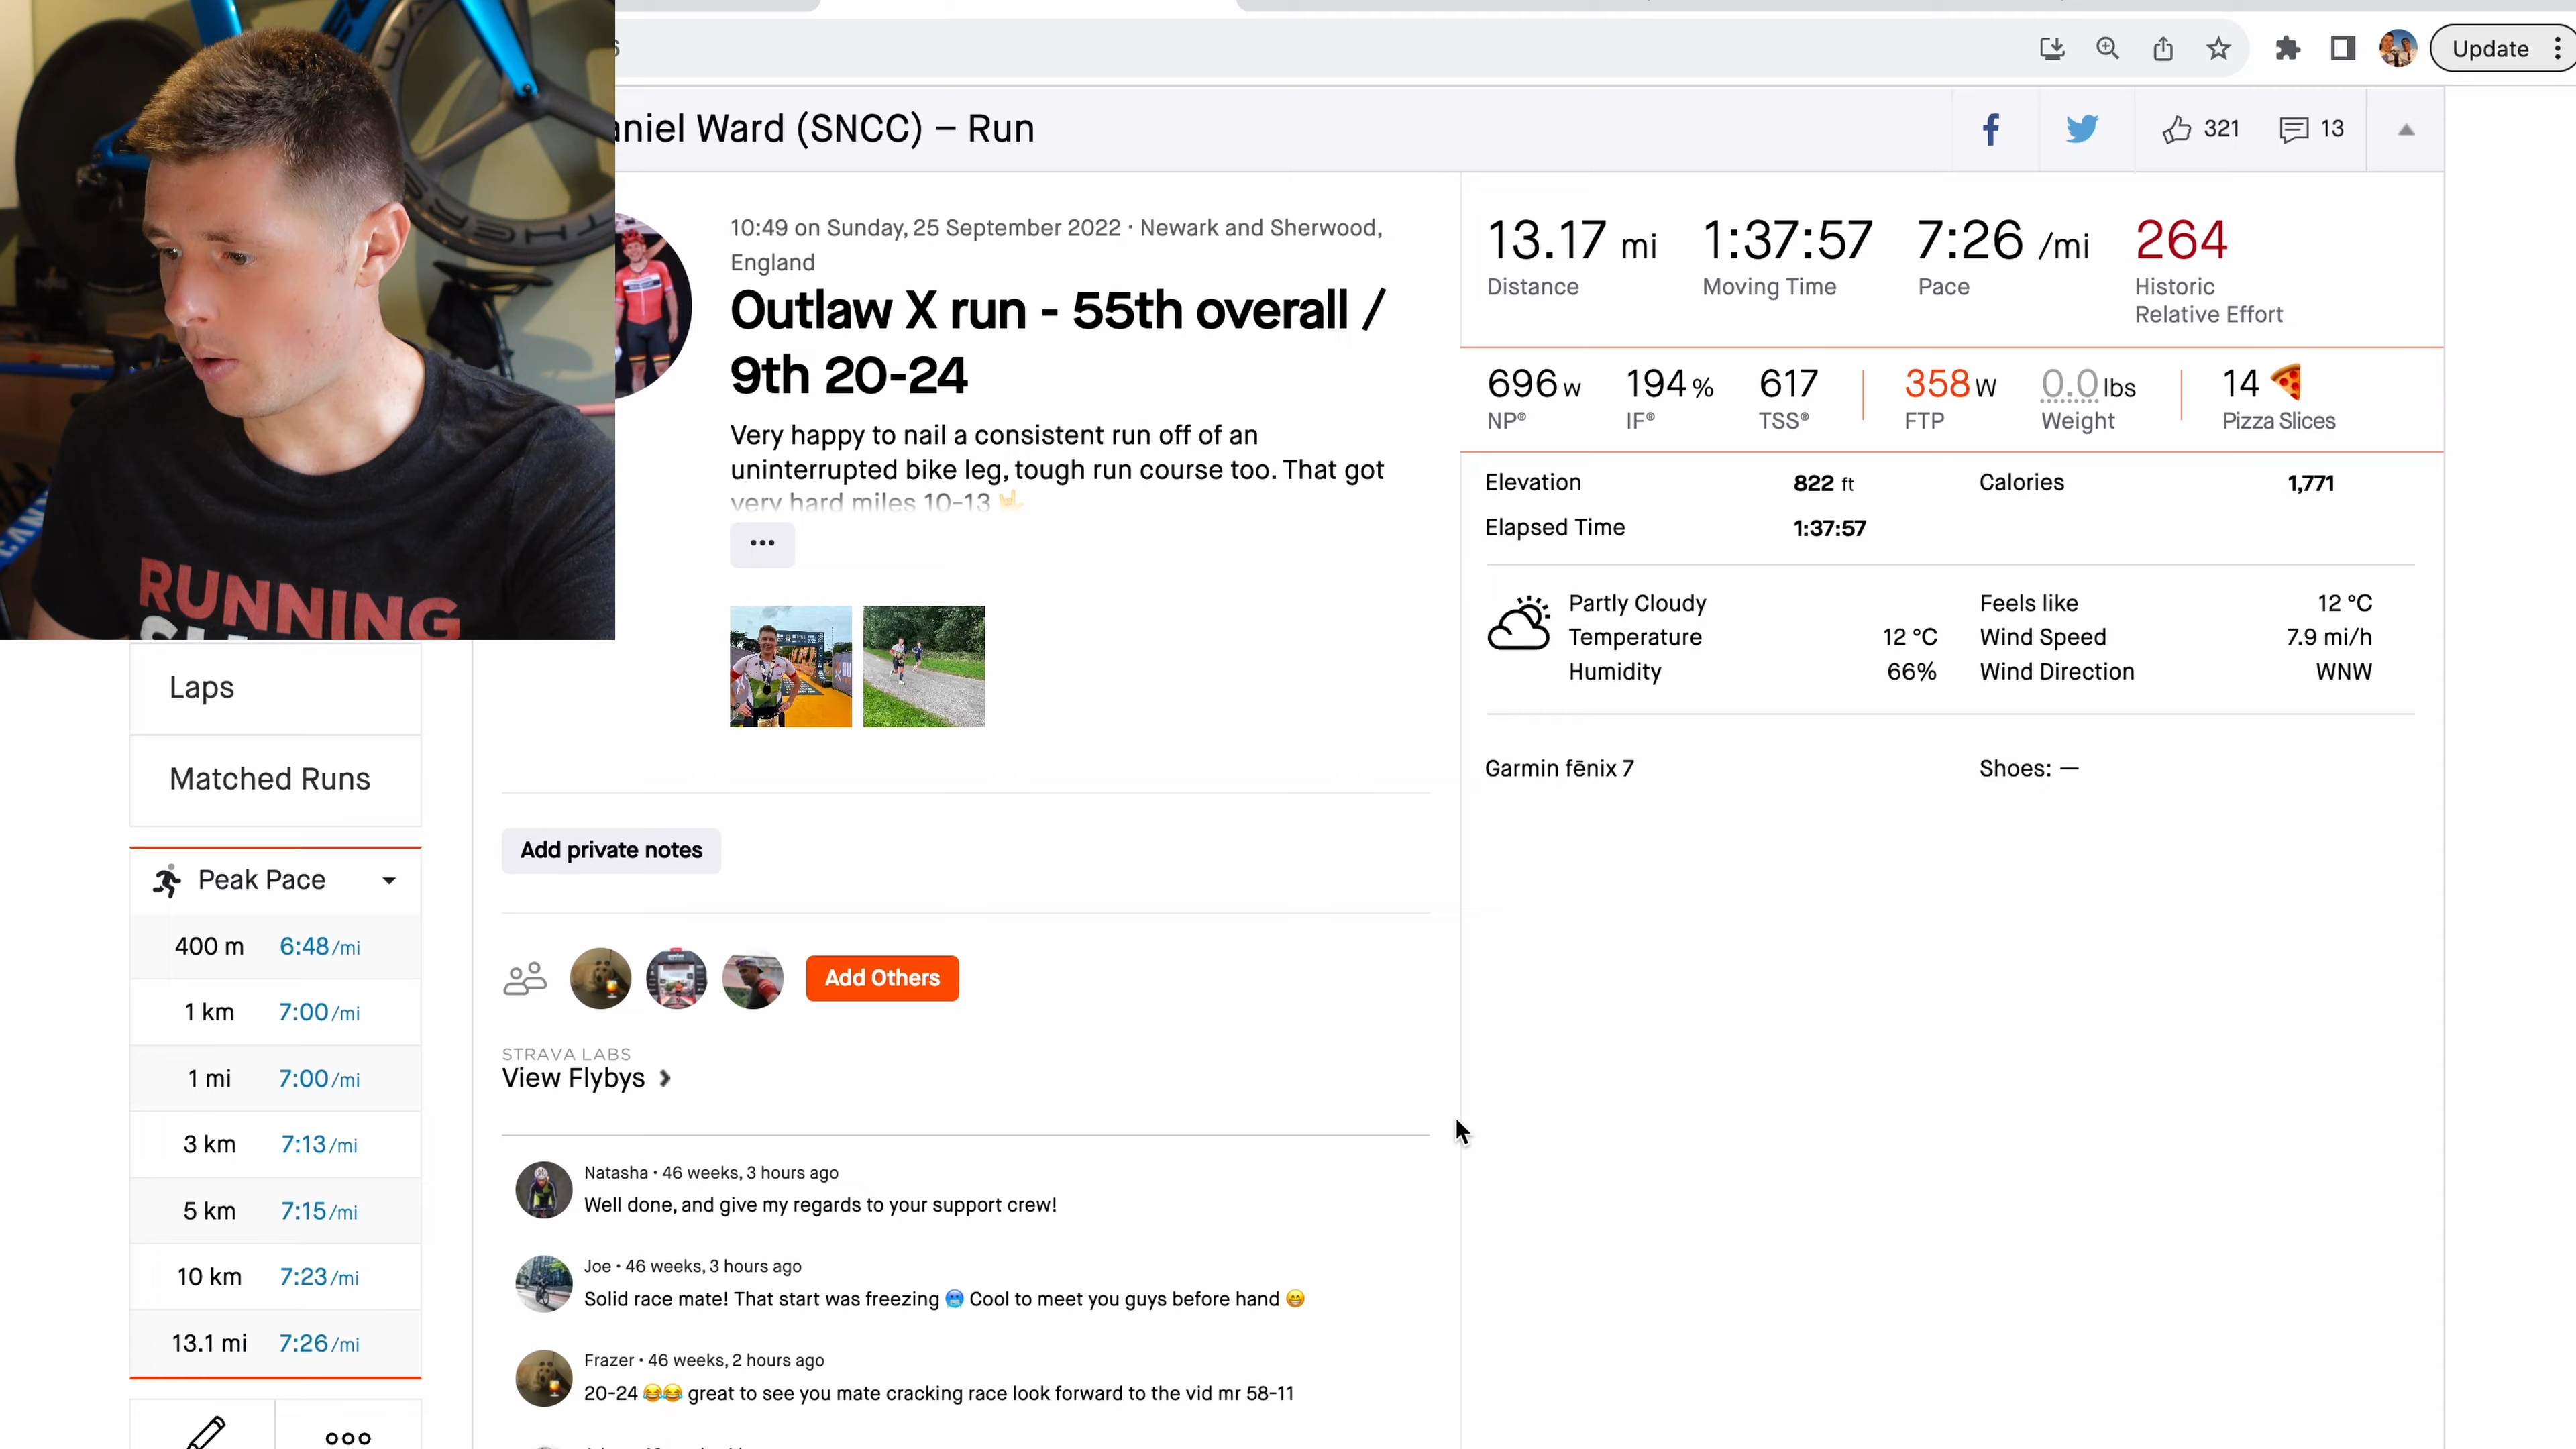 Update
aniel Ward (SNCC) – Run
321
13
10:49 on Sunday, 25 September 2022 · Newark and Sherwood,
England
Outlaw X run - 55th overall /
9th 20-24
Very happy to nail a consistent run off of an
uninterrupted bike leg, tough run course too. That got
very hard miles 10-13 🤟
•••
13.17 mi
Distance
1:37:57
Moving Time
7:26 /mi
Pace
264
Historic
Relative Effort
696 w
NP®
194 %
IF®
617
TSS®
358 W
FTP
0.0 lbs
Weight
14 🍕
Pizza Slices
Elevation 822 ft Calories 1,771
Elapsed Time 1:37:57
Partly Cloudy Feels like 12 °C
Temperature 12 °C Wind Speed 7.9 mi/h
Humidity 66% Wind Direction WNW
Garmin fēnix 7 Shoes: —
RUNNING
Laps
Matched Runs
Peak Pace
400 m 6:48/mi
1 km 7:00/mi
1 mi 7:00/mi
3 km 7:13/mi
5 km 7:15/mi
10 km 7:23/mi
13.1 mi 7:26/mi
Add private notes
Add Others
STRAVA LABS
View Flybys
Natasha • 46 weeks, 3 hours ago
Well done, and give my regards to your support crew!
Joe • 46 weeks, 3 hours ago
Solid race mate! That start was freezing 🥶 Cool to meet you guys before hand 😁
Frazer • 46 weeks, 2 hours ago
20-24 😂😂 great to see you mate cracking race look forward to the vid mr 58-11